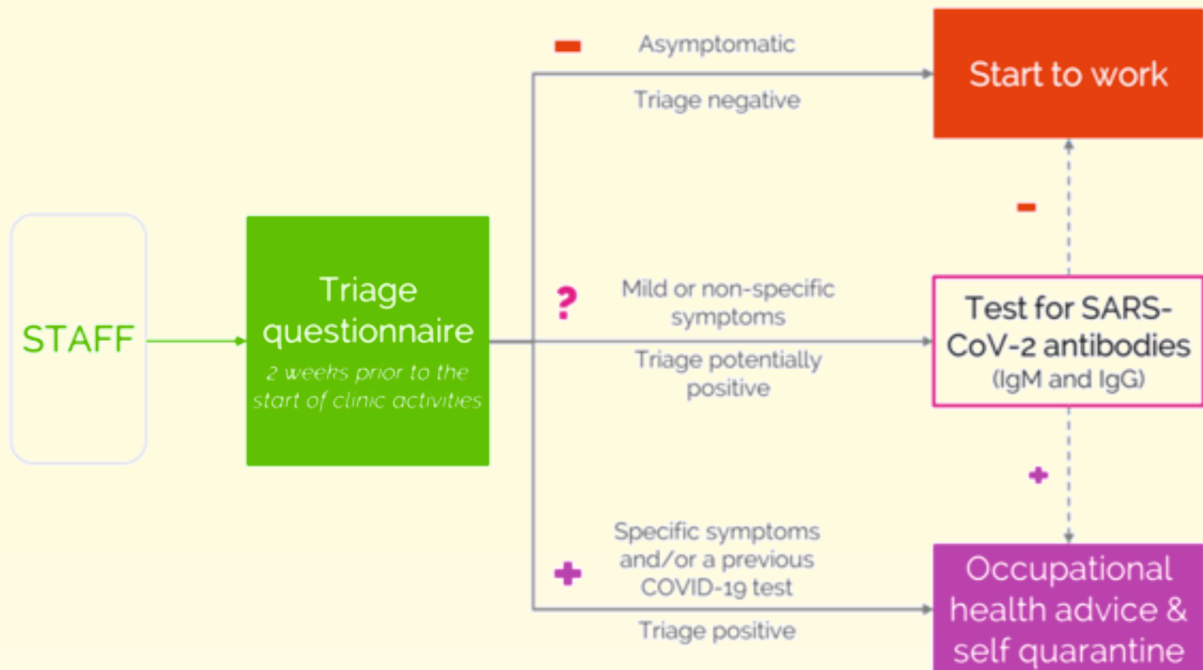 STAFF
Triage
questionnaire
2 weeks prior to the
start of clinic activities
-
Asymptomatic
Triage negative
Start to work
-
?
Mild or non-specific
symptoms
Triage potentially
positive
Test for SARS-
CoV-2 antibodies
(IgM and IgG)
+
+
Specific symptoms
and/or a previous
COVID-19 test
Triage positive
Occupational
health advice &
self quarantine